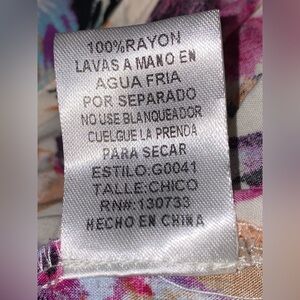 100%RAYON
LAVAS A MANO EN
AGUA FRIA
POR SEPARADO
NO USE BLANQUEADOR
CUELGUE LA PRENDA
PARA SECAR
ESTILO:G0041
TALLE:CHICO
RN#:130733
HECHO EN CHINA